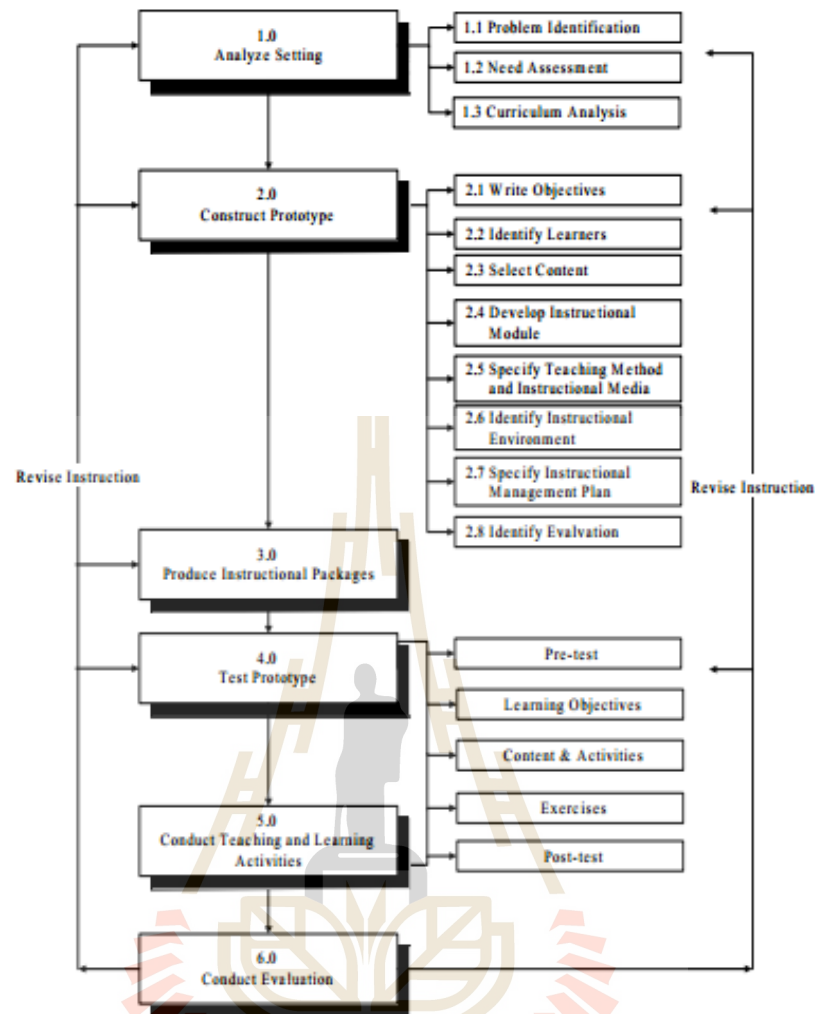 1.0
Analyze Setting
1.1 Problem Identification
1.2 Need Assessment
1.3 Curriculum Analysis
2.0
Construct Prototype
2.1 Write Objectives
2.2 Identify Learners
2.3 Select Content
2.4 Develop Instructional
Module
2.5 Specify Teaching Method
and Instructional Media
2.6 Identify Instructional
Environment
2.7 Specify Instructional
Management Plan
2.8 Identify Evalvation
Revise Instruction
Revise Instruction
3.0
Produce Instructional Packages
4.0
Test Prototype
Pre-test
Learning Objectives
Content & Activities
Exercises
Post-test
5.0
Conduct Teaching and Learning
Activities
6.0
Conduct Evaluation